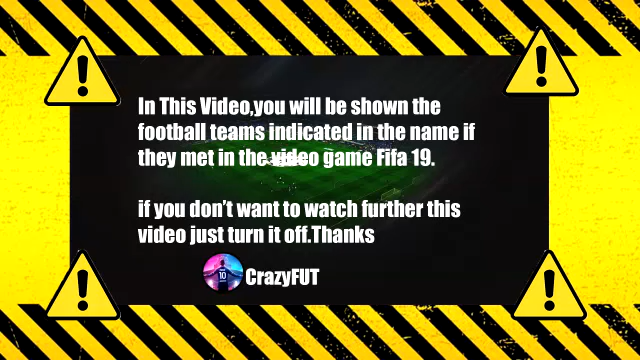 In This Video,you will be shown the
football teams indicated in the name if
they met in the video game Fifa 19.
if you don't want to watch further this
video just turn it off.Thanks
10
CrazyFUT